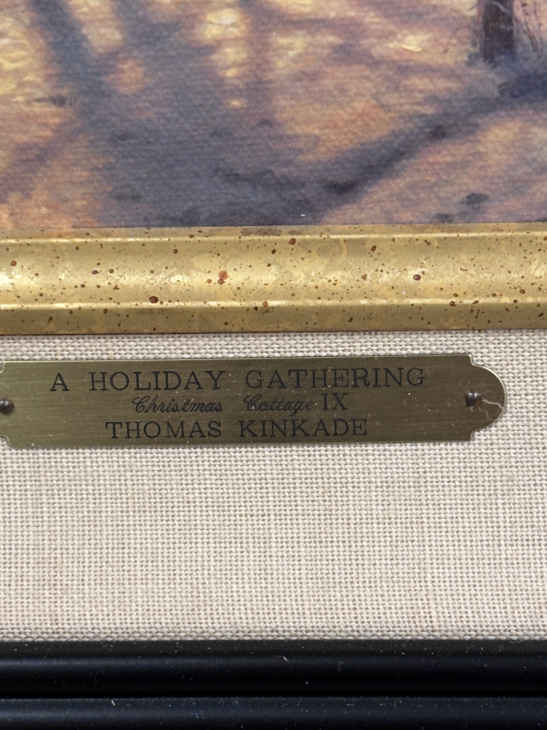 A HOLIDAY GATHERING
Christmas Cottage IX
THOMAS KINKADE